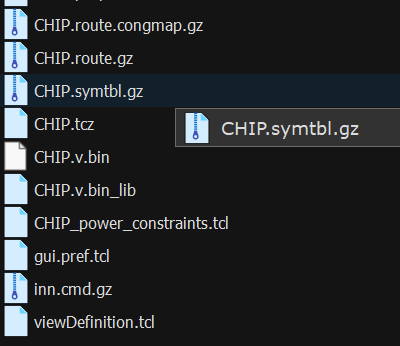 CHIP.route.congmap.gz
CHIP.route.gz
CHIP.symtbl.gz
CHIP.tcz
CHIP.symtbl.gz
CHIP.v.bin
CHIP.v.bin_lib
CHIP_power_constraints.tcl
gui.pref.tcl
inn.cmd.gz
viewDefinition.tcl